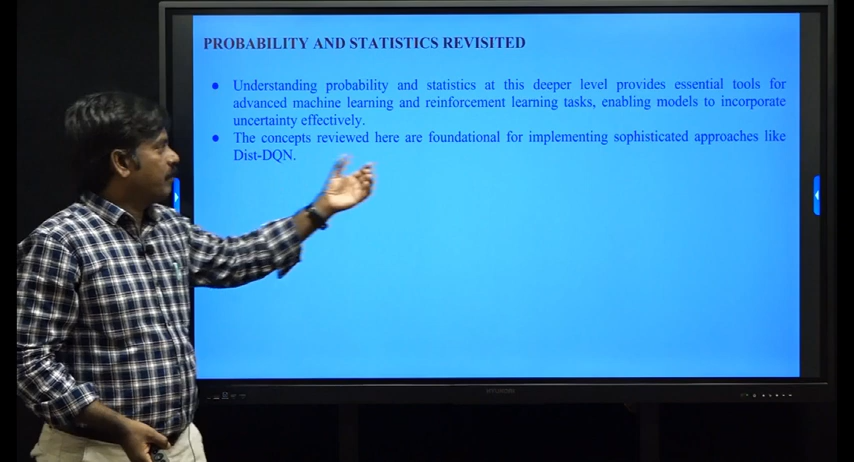 PROBABILITY AND STATISTICS REVISITED
● Understanding probability and statistics at this deeper level provides essential tools for
advanced machine learning and reinforcement learning tasks, enabling models to incorporate
uncertainty effectively.
● The concepts reviewed here are foundational for implementing sophisticated approaches like
Dist-DQN.